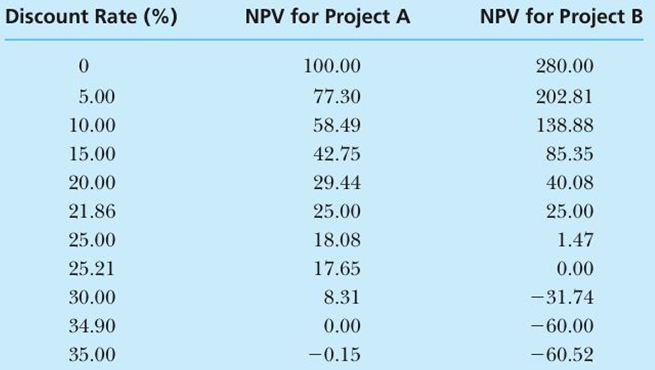 Discount Rate (%) NPV for Project A NPV for Project B
0 100.00 280.00
5.00 77.30 202.81
10.00 58.49 138.88
15.00 42.75 85.35
20.00 29.44 40.08
21.86 25.00 25.00
25.00 18.08 1.47
25.21 17.65 0.00
30.00 8.31 −31.74
34.90 0.00 −60.00
35.00 −0.15 −60.52